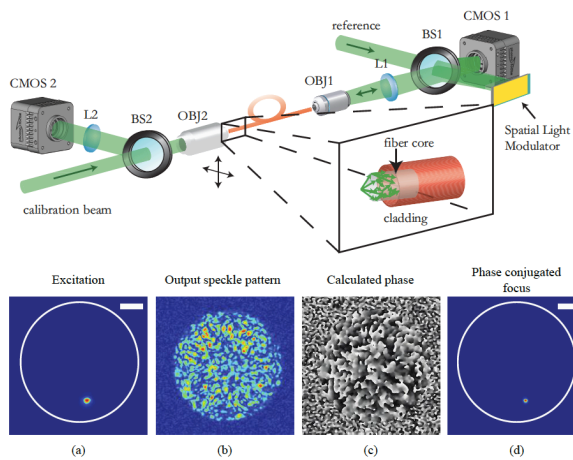 reference
BS1
CMOS 1
L1
OBJ1
CMOS 2
L2
BS2
OBJ2
Spatial Light
Modulator
fiber core
cladding
calibration beam
Excitation
Output speckle pattern
Calculated phase
Phase conjugated
focus
(a)
(b)
(c)
(d)